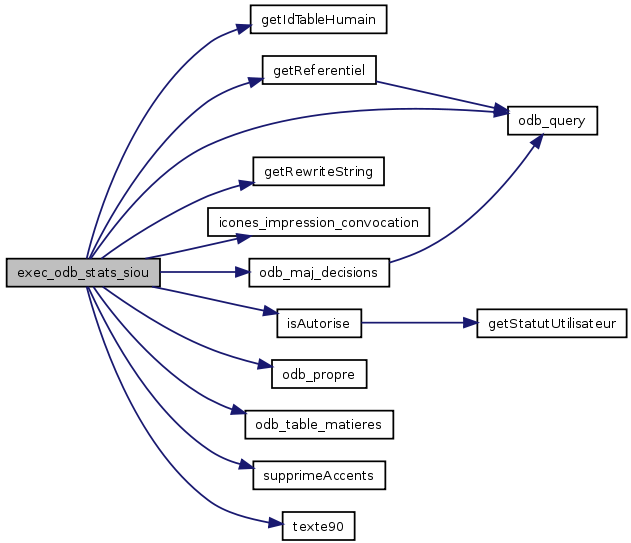 getIdTableHumain
getReferentiel
odb_query
getRewriteString
icones_impression_convocation
exec_odb_stats_siou
odb_maj_decisions
isAutorise
getStatutUtilisateur
odb_propre
odb_table_matieres
supprimeAccents
texte90